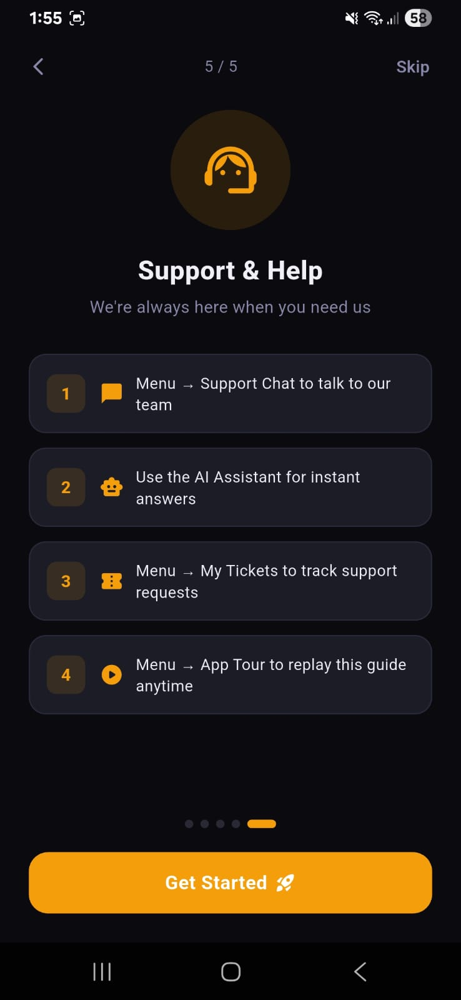 1:55
58
5 / 5
Skip
Support & Help
We're always here when you need us
1
Menu → Support Chat to talk to our
team
2
Use the AI Assistant for instant
answers
3
Menu → My Tickets to track support
requests
4
Menu → App Tour to replay this guide
anytime
Get Started 🚀